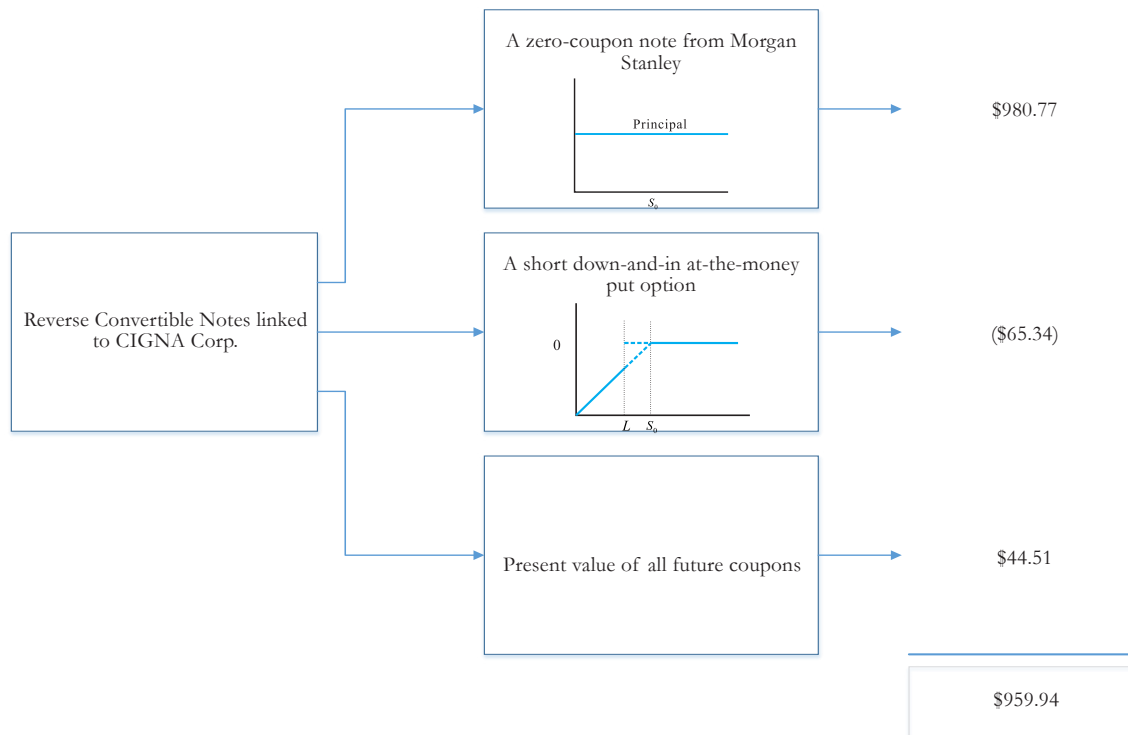 A zero-coupon note from Morgan
Stanley
Principal
S₀
$980.77
Reverse Convertible Notes linked
to CIGNA Corp.
A short down-and-in at-the-money
put option
0
L S₀
($65.34)
Present value of all future coupons
$44.51
$959.94